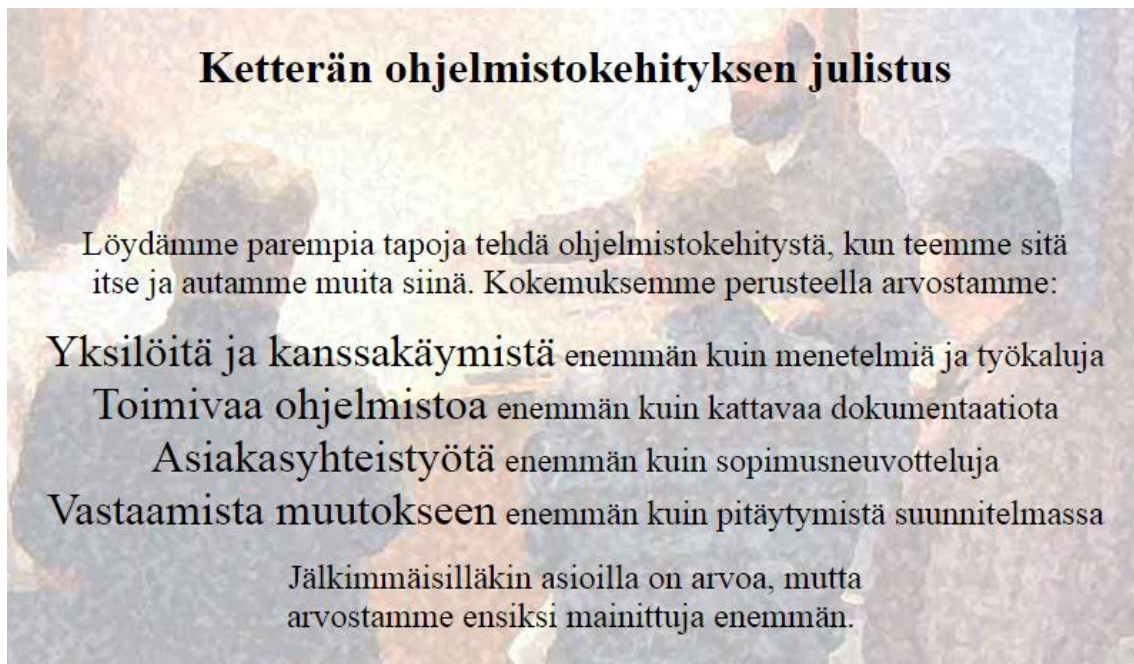 Ketterän ohjelmistokehityksen julistus
Löydämme parempia tapoja tehdä ohjelmistokehitystä, kun teemme sitä
itse ja autamme muita siinä. Kokemuksemme perusteella arvostamme:
Yksilöitä ja kanssakäymistä enemmän kuin menetelmiä ja työkaluja
Toimivaa ohjelmistoa enemmän kuin kattavaa dokumentaatiota
Asiakasyhteistyötä enemmän kuin sopimusneuvotteluja
Vastaamista muutokseen enemmän kuin pitäytymistä suunnitelmassa
Jälkimmäisilläkin asioilla on arvoa, mutta
arvostamme ensiksi mainittuja enemmän.